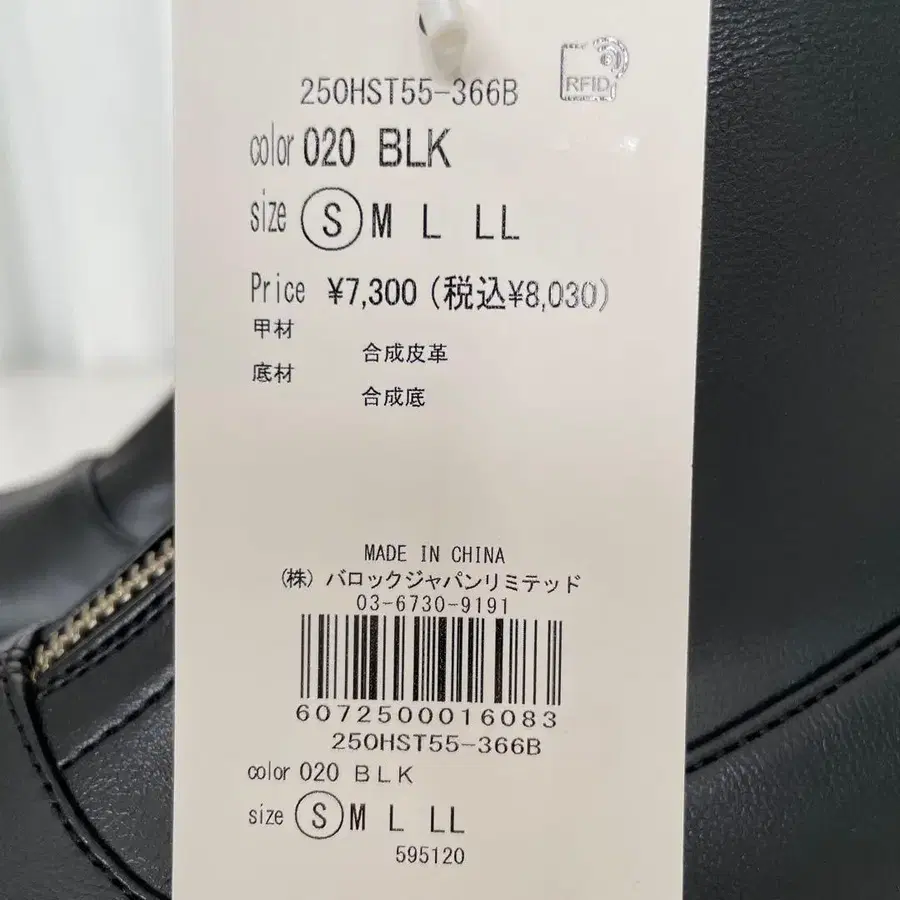 250HST55-366B
RFID
color 020 BLK
size S M L LL
Price ¥7,300 (税込¥8,030)
甲材
合成皮革
底材
合成底
MADE IN CHINA
(株) バロックジャパンリミテッド
03-6730-9191
6072500016083
250HST55-366B
color 020 BLK
size S M L LL
595120